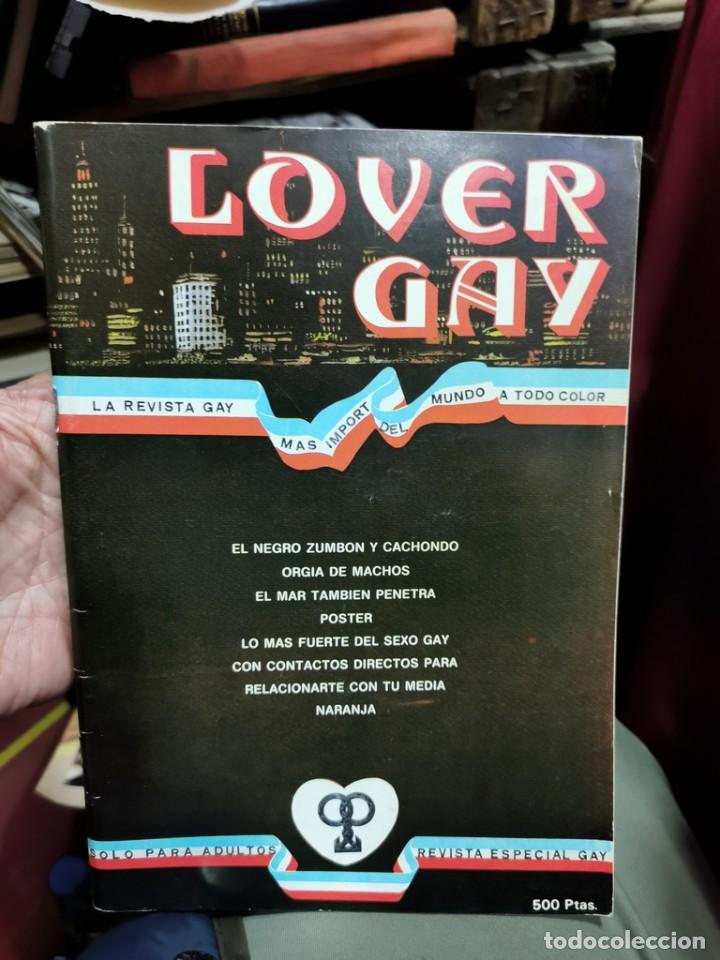 LOVER
GAY
LA REVISTA GAY MAS IMPORT DEL MUNDO A TODO COLOR
EL NEGRO ZUMBON Y CACHONDO
ORGIA DE MACHOS
EL MAR TAMBIEN PENETRA
POSTER
LO MAS FUERTE DEL SEXO GAY
CON CONTACTOS DIRECTOS PARA
RELACIONARTE CON TU MEDIA
NARANJA
SOLO PARA ADULTOS REVISTA ESPECIAL GAY
500 Ptas.
todocoleccion.net